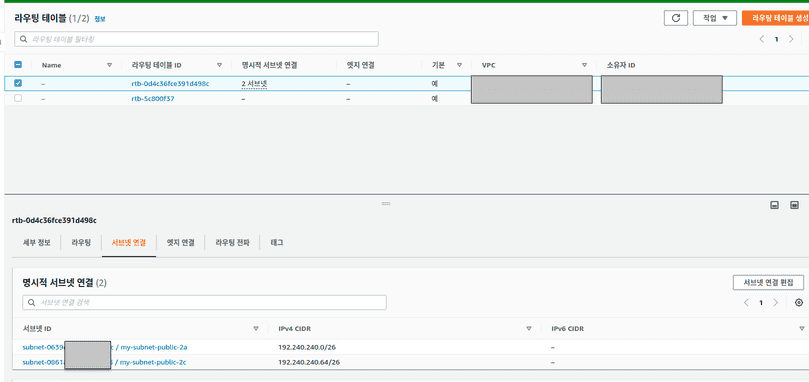 라우팅 테이블 (1/2) 정보
작업
라우팅 테이블 생성
라우팅 테이블 필터링
1
Name 라우팅 테이블 ID 명시적 서브넷 연결 엣지 연결 기본 VPC 소유자 ID
– rtb-0d4c36fce391d498c 2 서브넷 – 예
– rtb-5c800f37 – – 예
rtb-0d4c36fce391d498c
세부 정보 라우팅 서브넷 연결 엣지 연결 라우팅 전파 태그
명시적 서브넷 연결 (2)
서브넷 연결 편집
서브넷 연결 검색
1
서브넷 ID IPv4 CIDR IPv6 CIDR
subnet-0639 / my-subnet-public-2a 192.240.240.0/26 –
subnet-0861 / my-subnet-public-2c 192.240.240.64/26 –